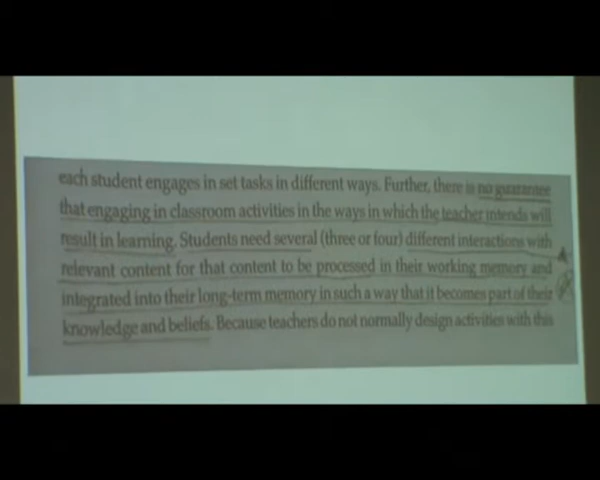 each student engages in set tasks in different ways. Further, there is no guarantee
that engaging in classroom activities in the ways in which the teacher intends will
result in learning. Students need several (three or four) different interactions with
relevant content for that content to be processed in their working memory and
integrated into their long-term memory in such a way that it becomes part of their
knowledge and beliefs. Because teachers do not normally design activities with this